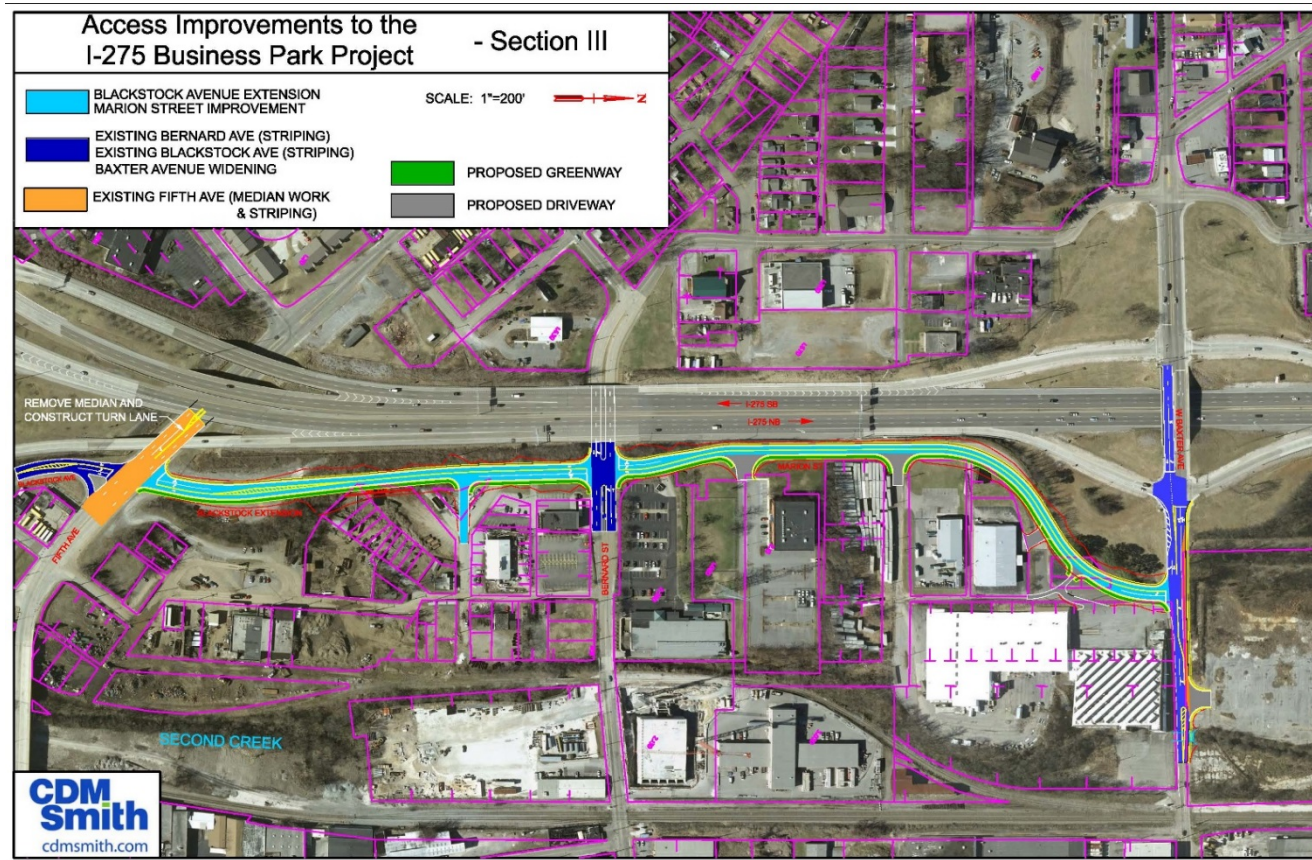 Access Improvements to the
I-275 Business Park Project
- Section III
BLACKSTOCK AVENUE EXTENSION
MARION STREET IMPROVEMENT
SCALE: 1"=200'
N
EXISTING BERNARD AVE (STRIPING)
EXISTING BLACKSTOCK AVE (STRIPING)
BAXTER AVENUE WIDENING
PROPOSED GREENWAY
EXISTING FIFTH AVE (MEDIAN WORK
& STRIPING)
PROPOSED DRIVEWAY
REMOVE MEDIAN AND
CONSTRUCT TURN LANE
I-275 SB
I-275 NB
W BAXTER AVE
MARION ST
BLACKSTOCK AVE
BLACKSTOCK EXTENSION
FIFTH AVE
BERNARD ST
SECOND CREEK
CDM
Smith
cdmsmith.com